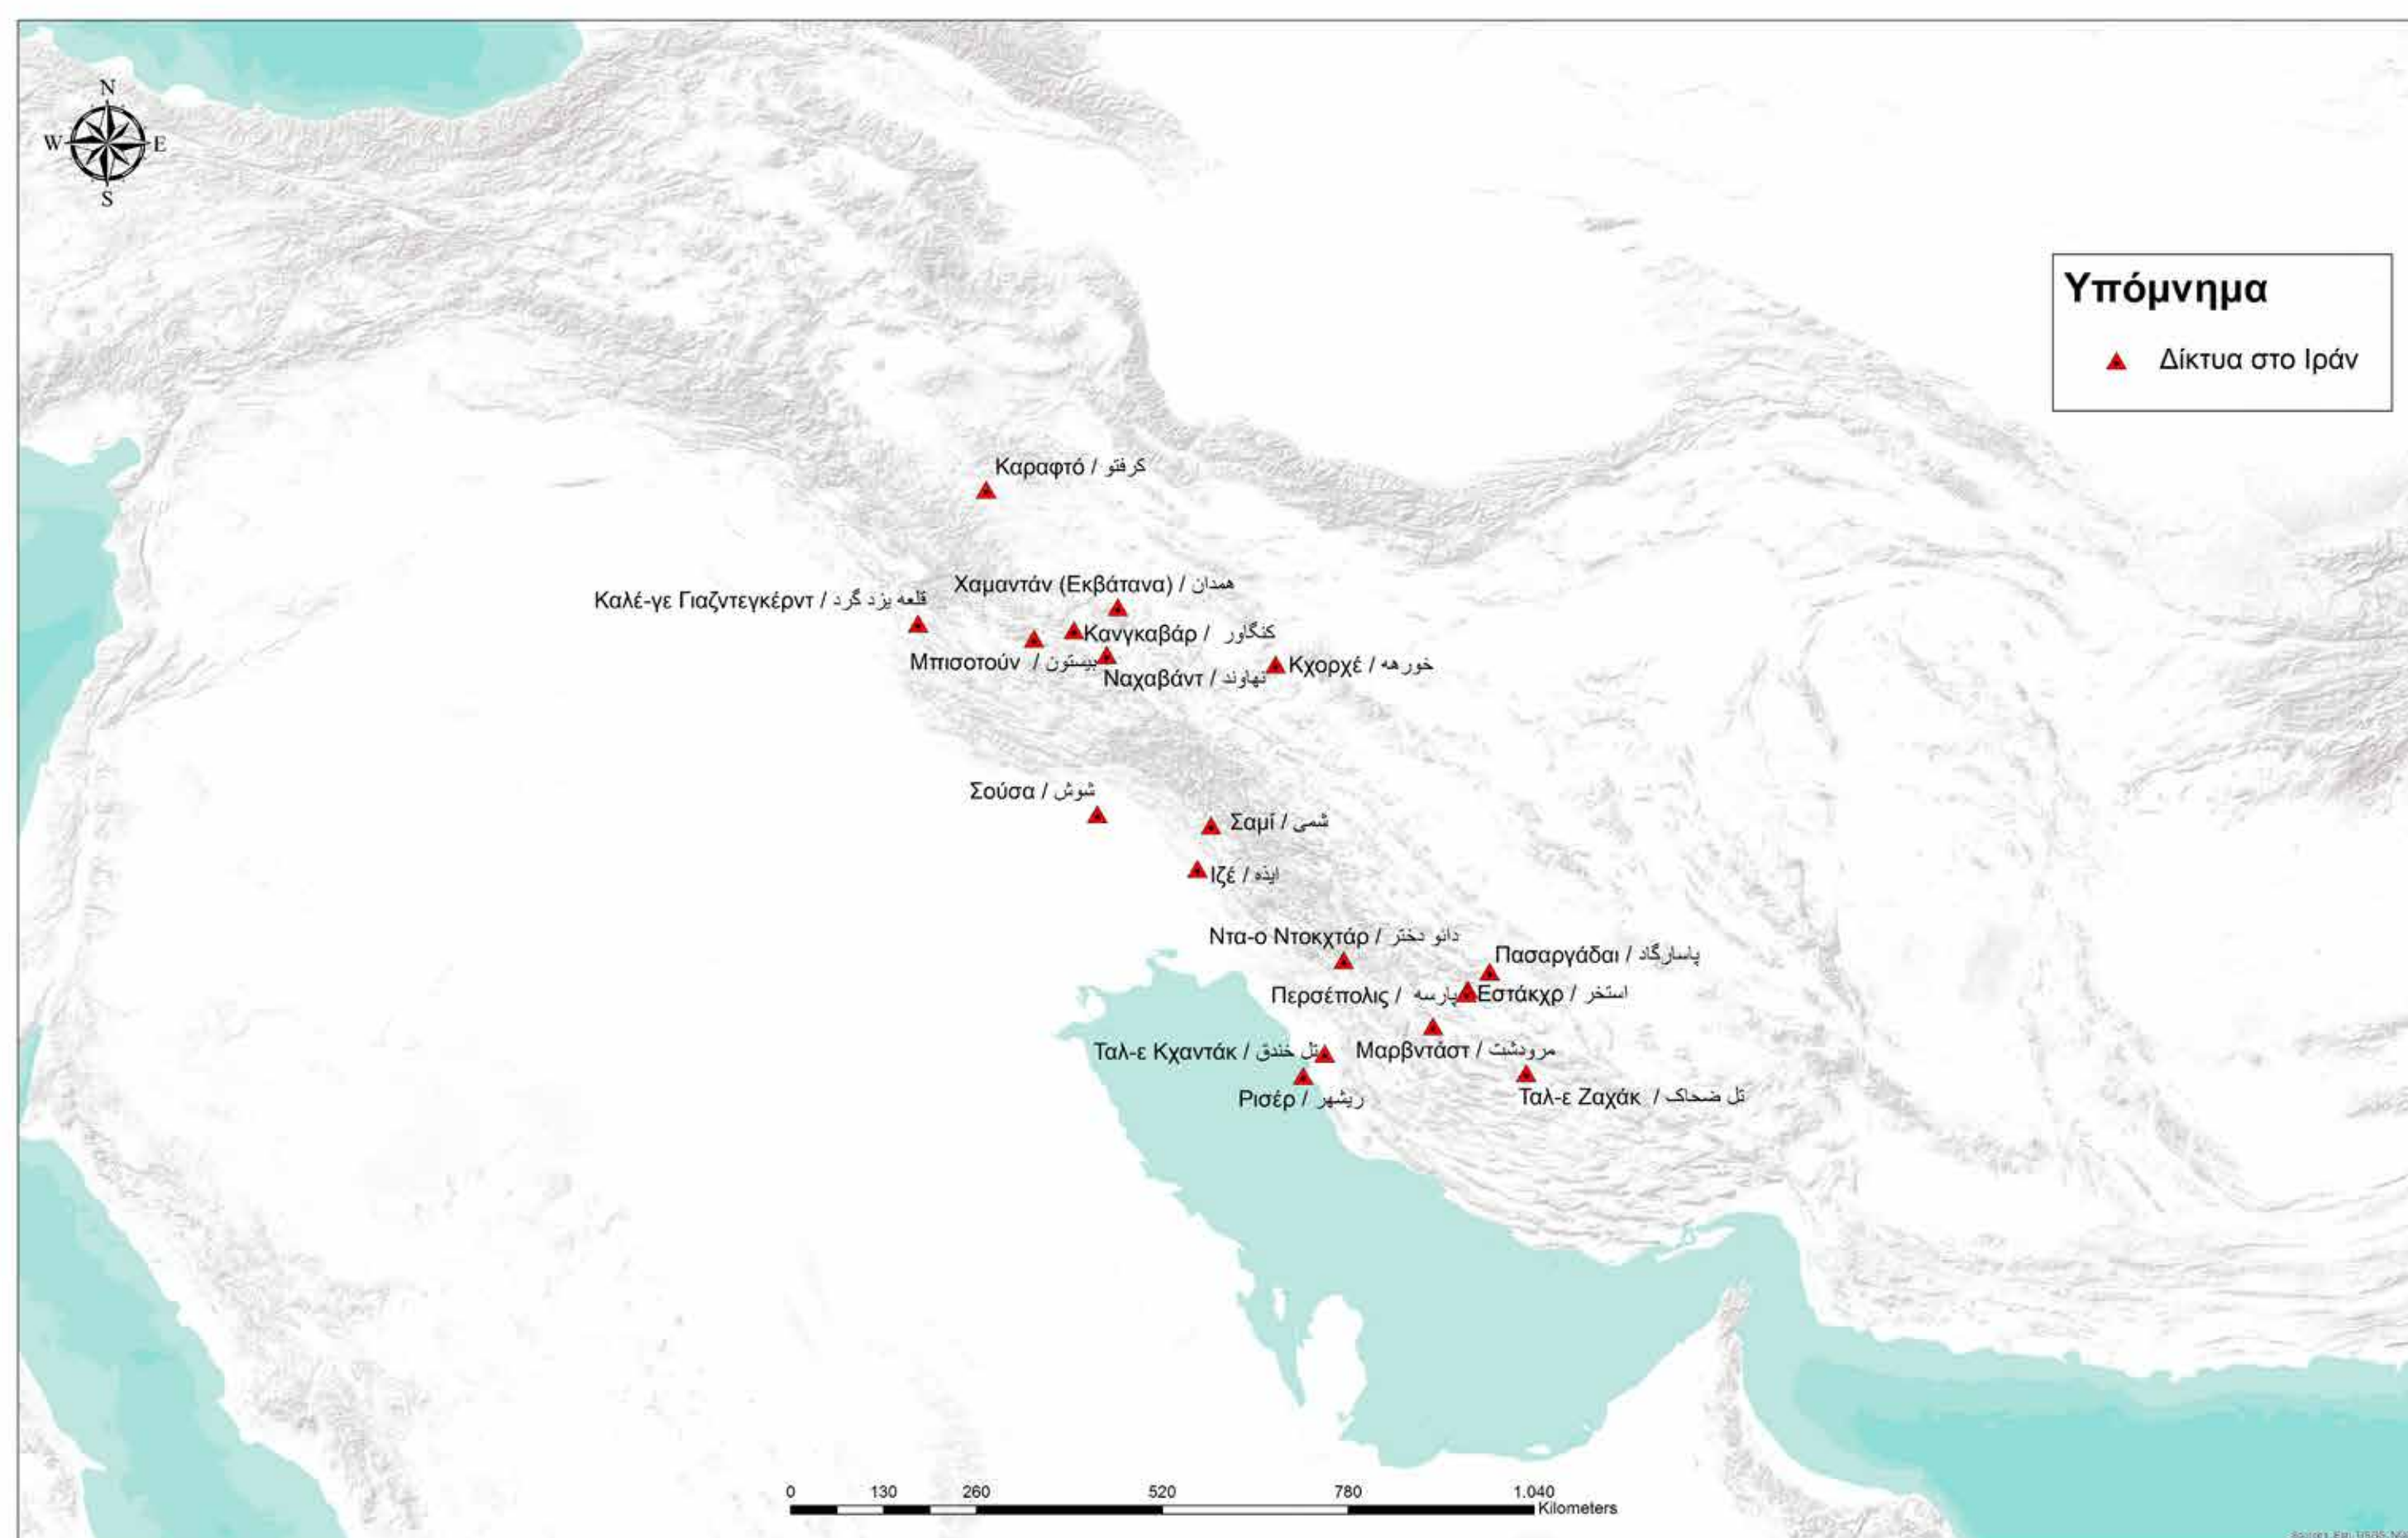 N
W E
S
Υπόμνημα
Δίκτυα στο Ιράν
Καραφτό / کرفتو
Χαμαντάν (Εκβάτανα) / همدان
Καλέ-γε Γιαζντεγκέρντ / قلعه یزد گرد
Κανγκαβάρ / کنگاور
Μπισοτούν / بیستون
Κχορχέ / خورهه
Ναχαβάντ / نهاوند
Σούσα / شوش
Σαμί / شمی
Ιζέ / ایذه
Ντα-ο Ντοκχτάρ / دائو دختر
Πασαργάδαι / پاسارگاد
Περσέπολις / پارسه
Εστάκχρ / استخر
Ταλ-ε Κχαντάκ / تل خندق
Μαρβντάστ / مرودشت
Ρισέρ / ریشهر
Ταλ-ε Ζαχάκ / تل ضحاک
0 130 260 520 780 1.040
Kilometers